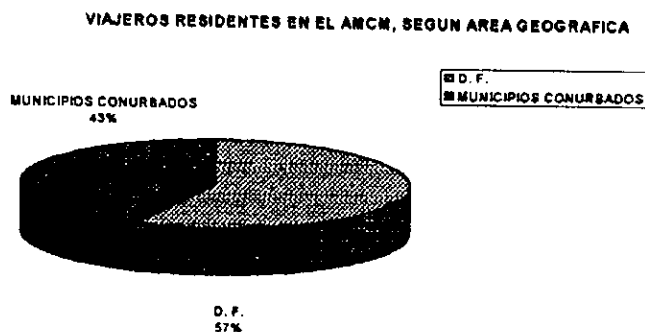 VIAJEROS RESIDENTES EN EL AMCM, SEGUN AREA GEOGRAFICA
D. F.
MUNICIPIOS CONURBADOS
MUNICIPIOS CONURBADOS
43%
D. F.
57%